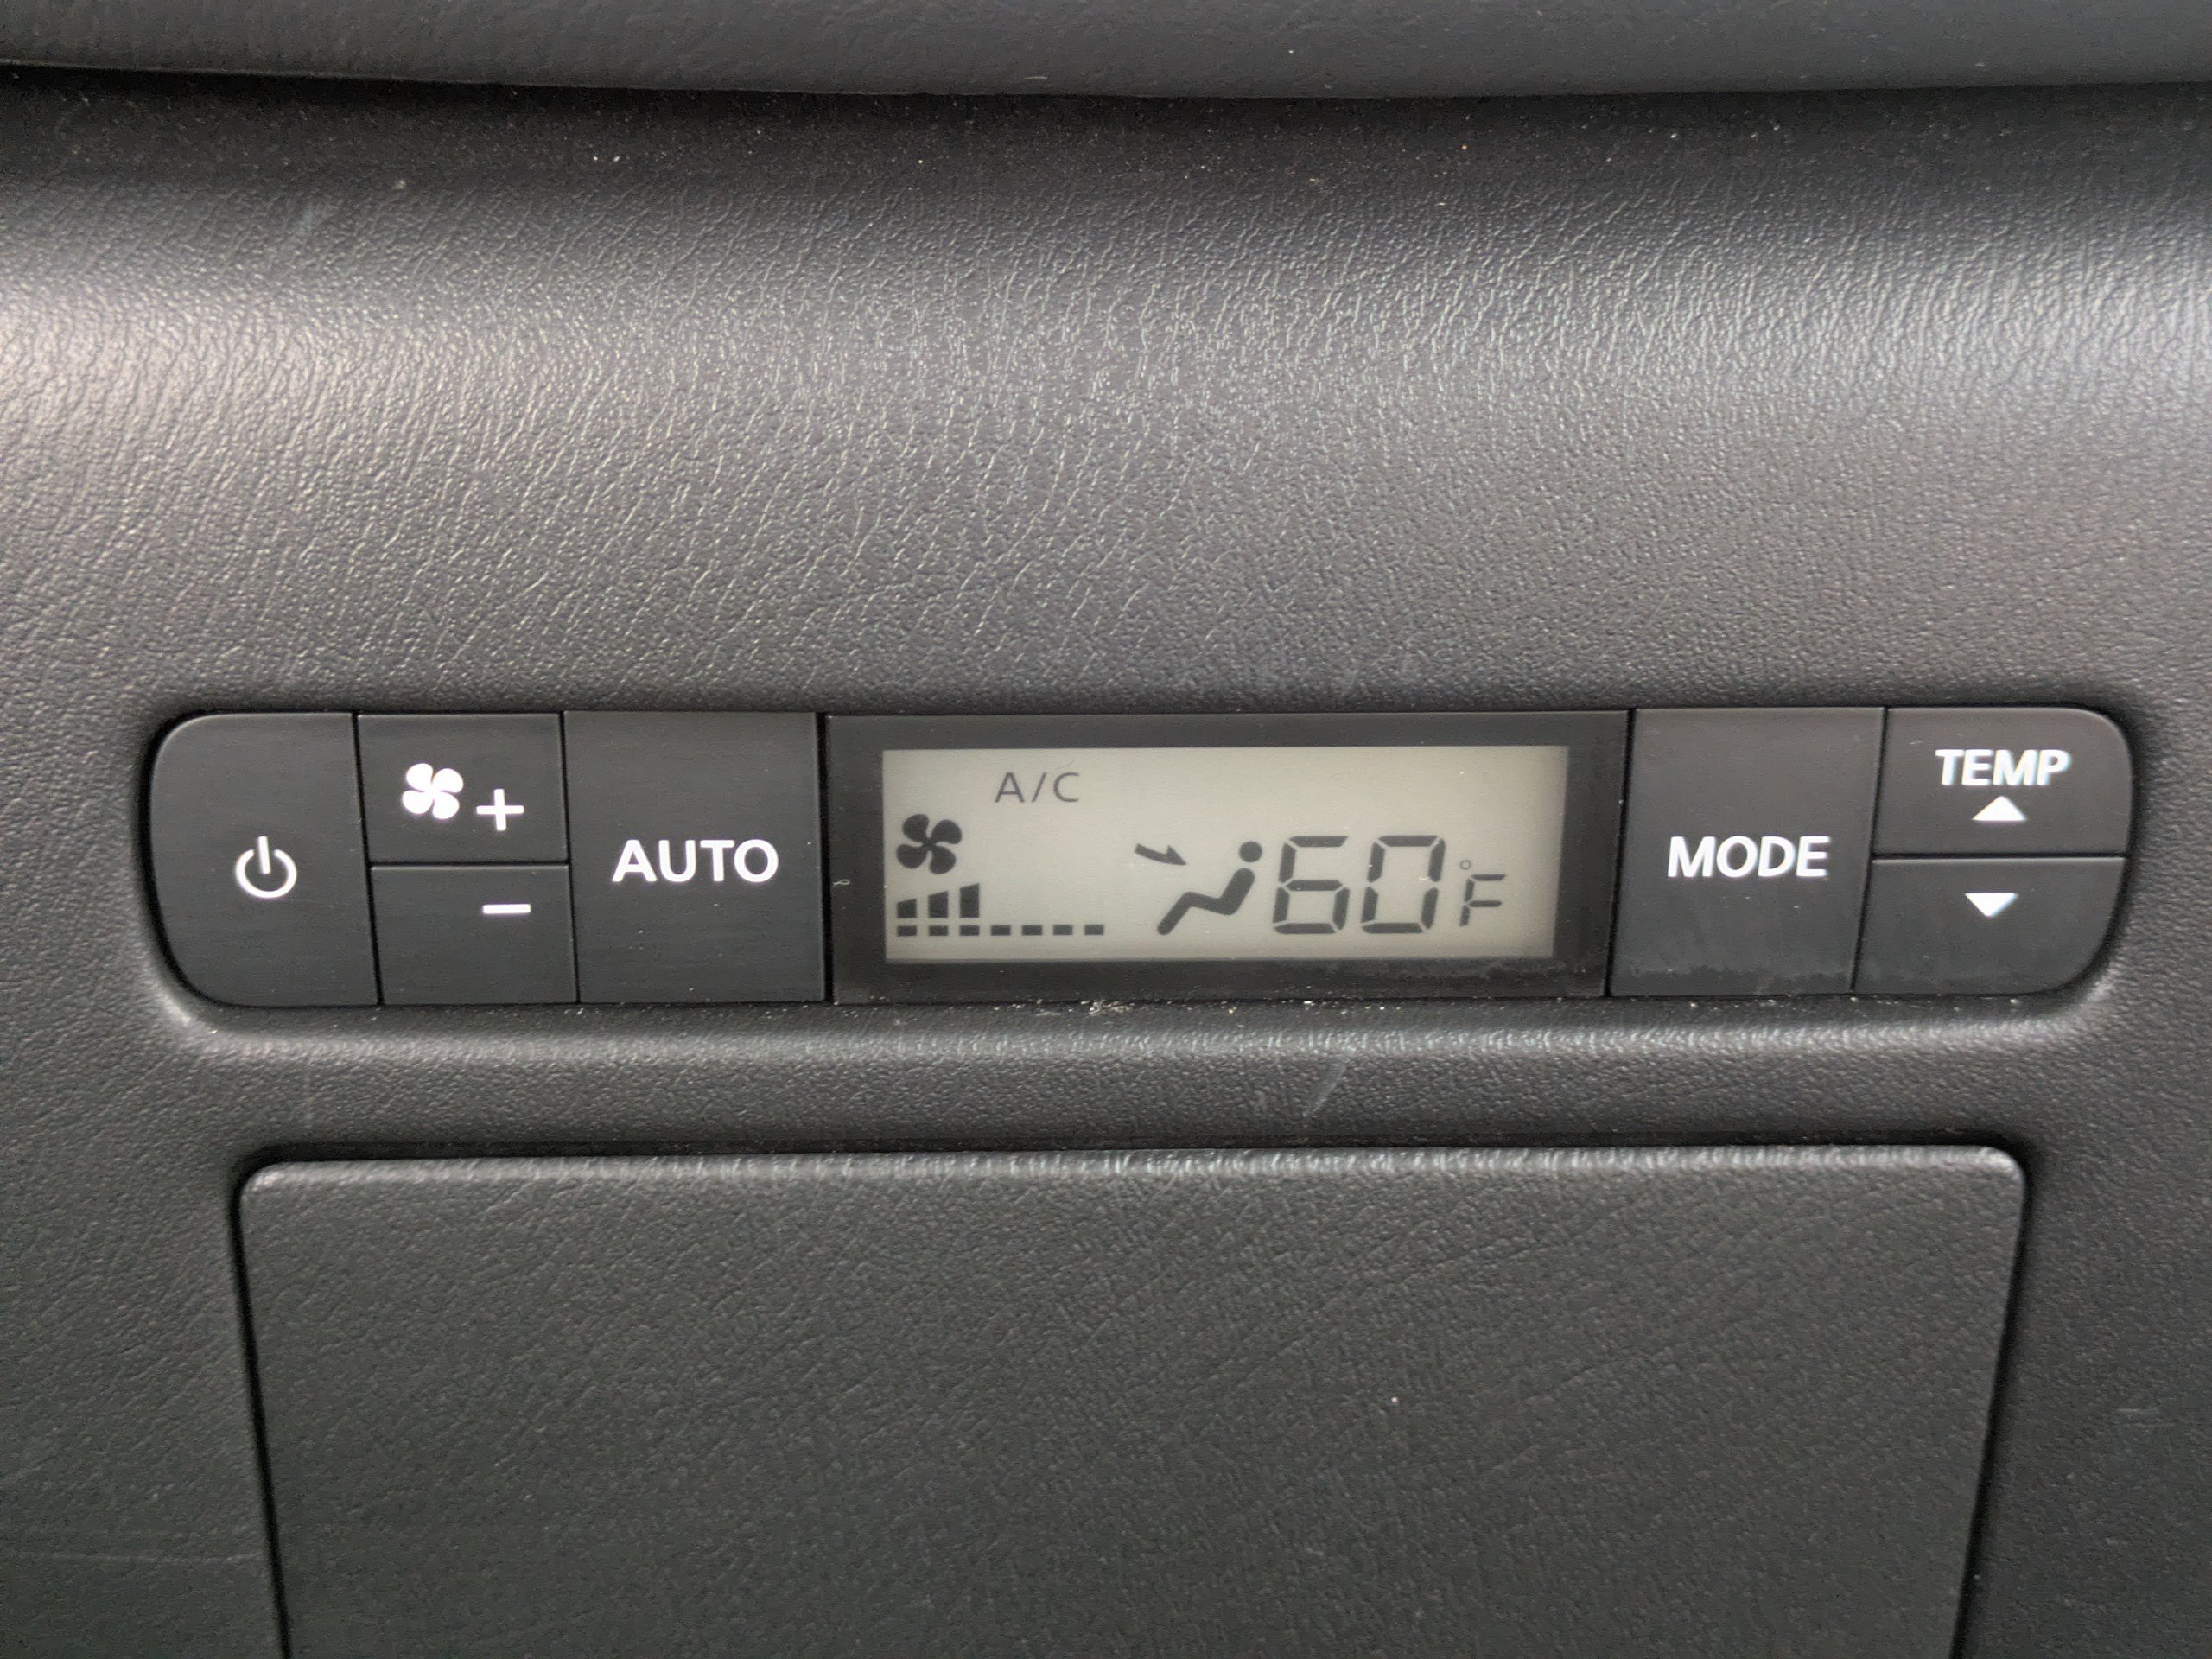 +
-
AUTO
A/C
60°F
MODE
TEMP